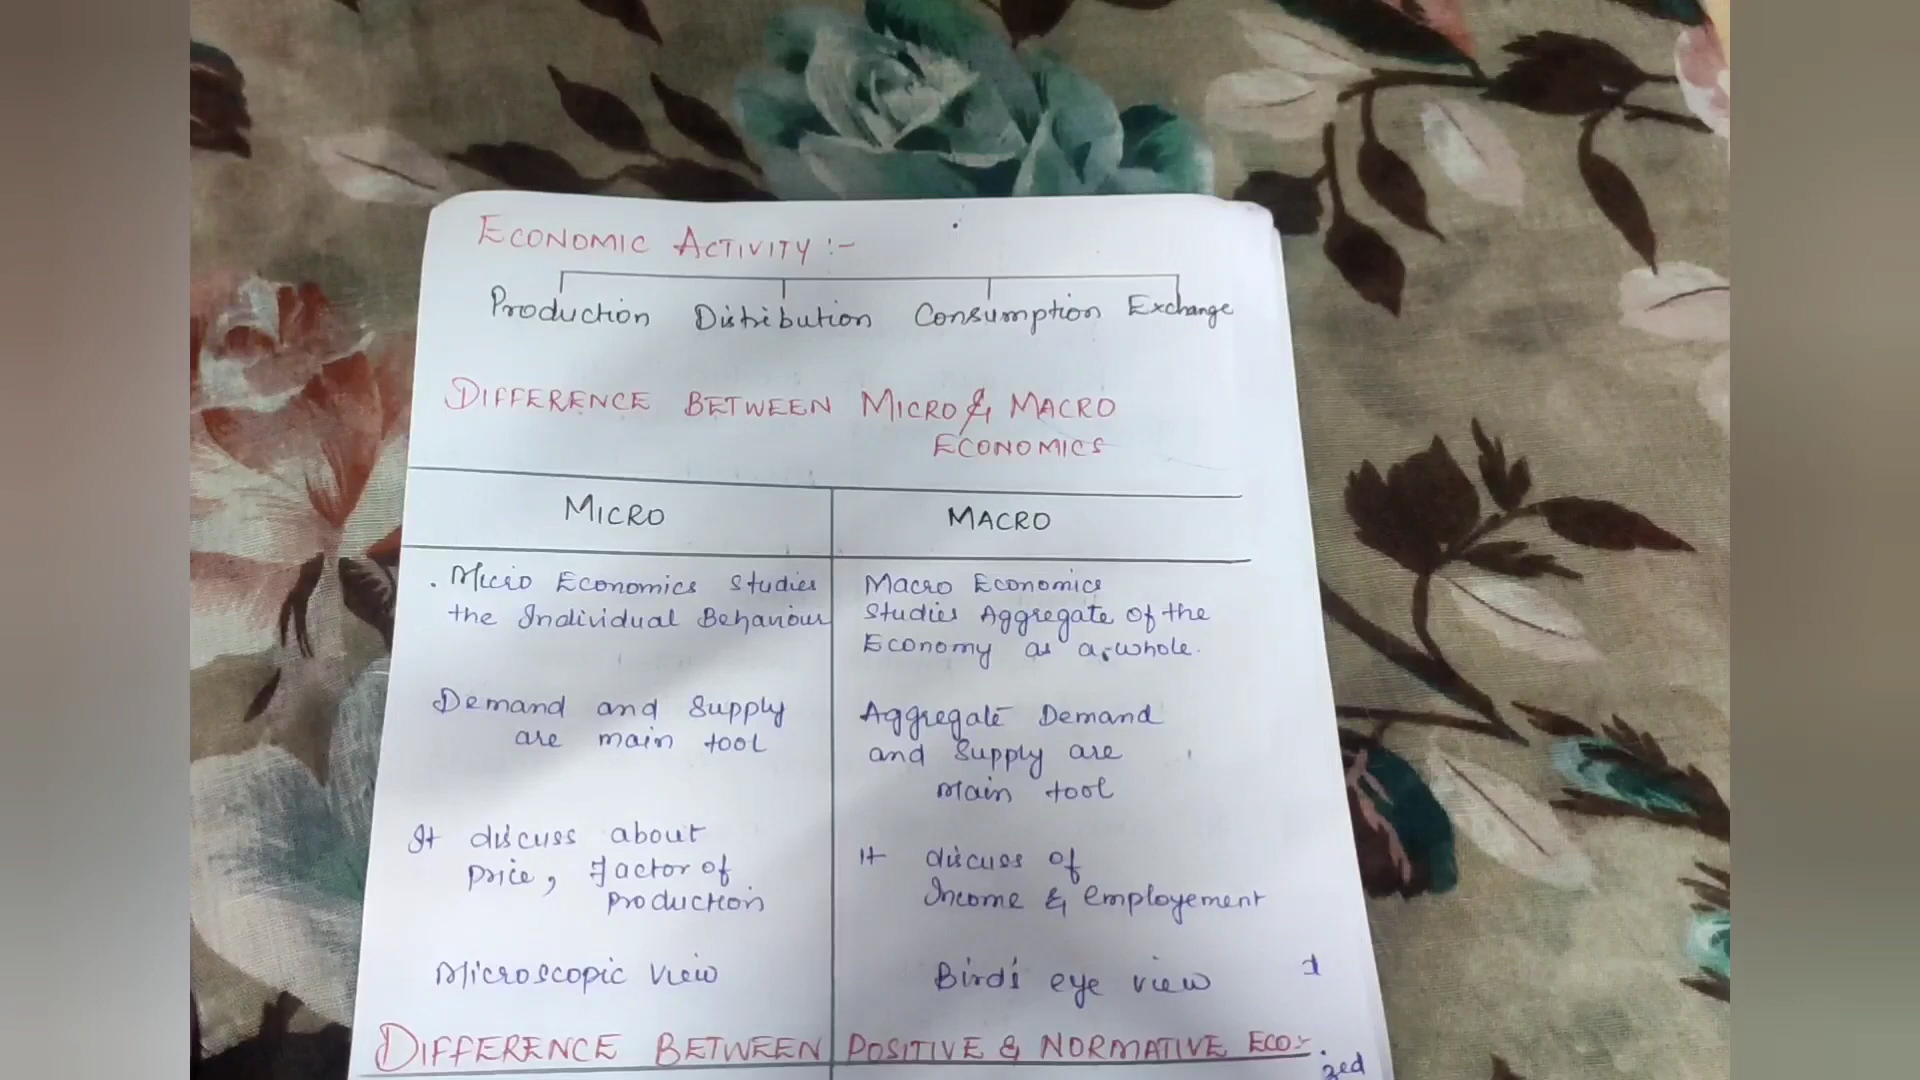 ECONOMIC ACTIVITY :-
Production Distribution Consumption Exchange
DIFFERENCE BETWEEN MICRO & MACRO
ECONOMICS
MICRO
MACRO
. Micro Economics Studies
the Individual Behaviour
Macro Economics
Studies Aggregate of the
Economy as a whole.
Demand and Supply
are main tool
Aggregate Demand
and Supply are
Main tool
It discuss about
Price, Factor of
Production
It discuss of
Income & employement
Microscopic view
Bird's eye view
DIFFERENCE BETWEEN POSITIVE & NORMATIVE ECO:-
zed